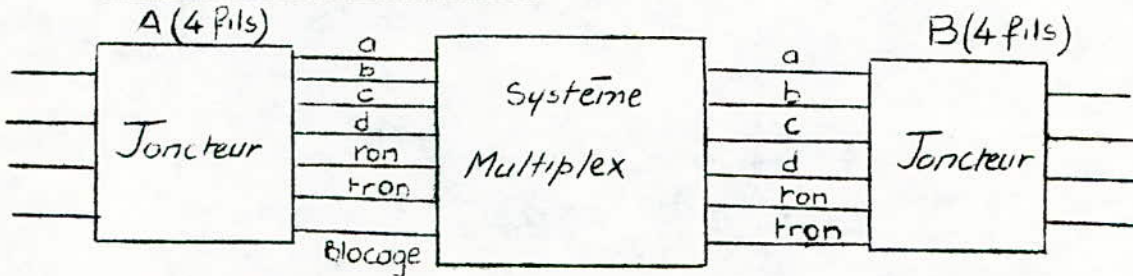 A (4 fils)
B (4 fils)
a
b
c
d
ron
tron
Blocage
Joncteur
Système
Multiplex
a
b
c
d
ron
tron
Joncteur